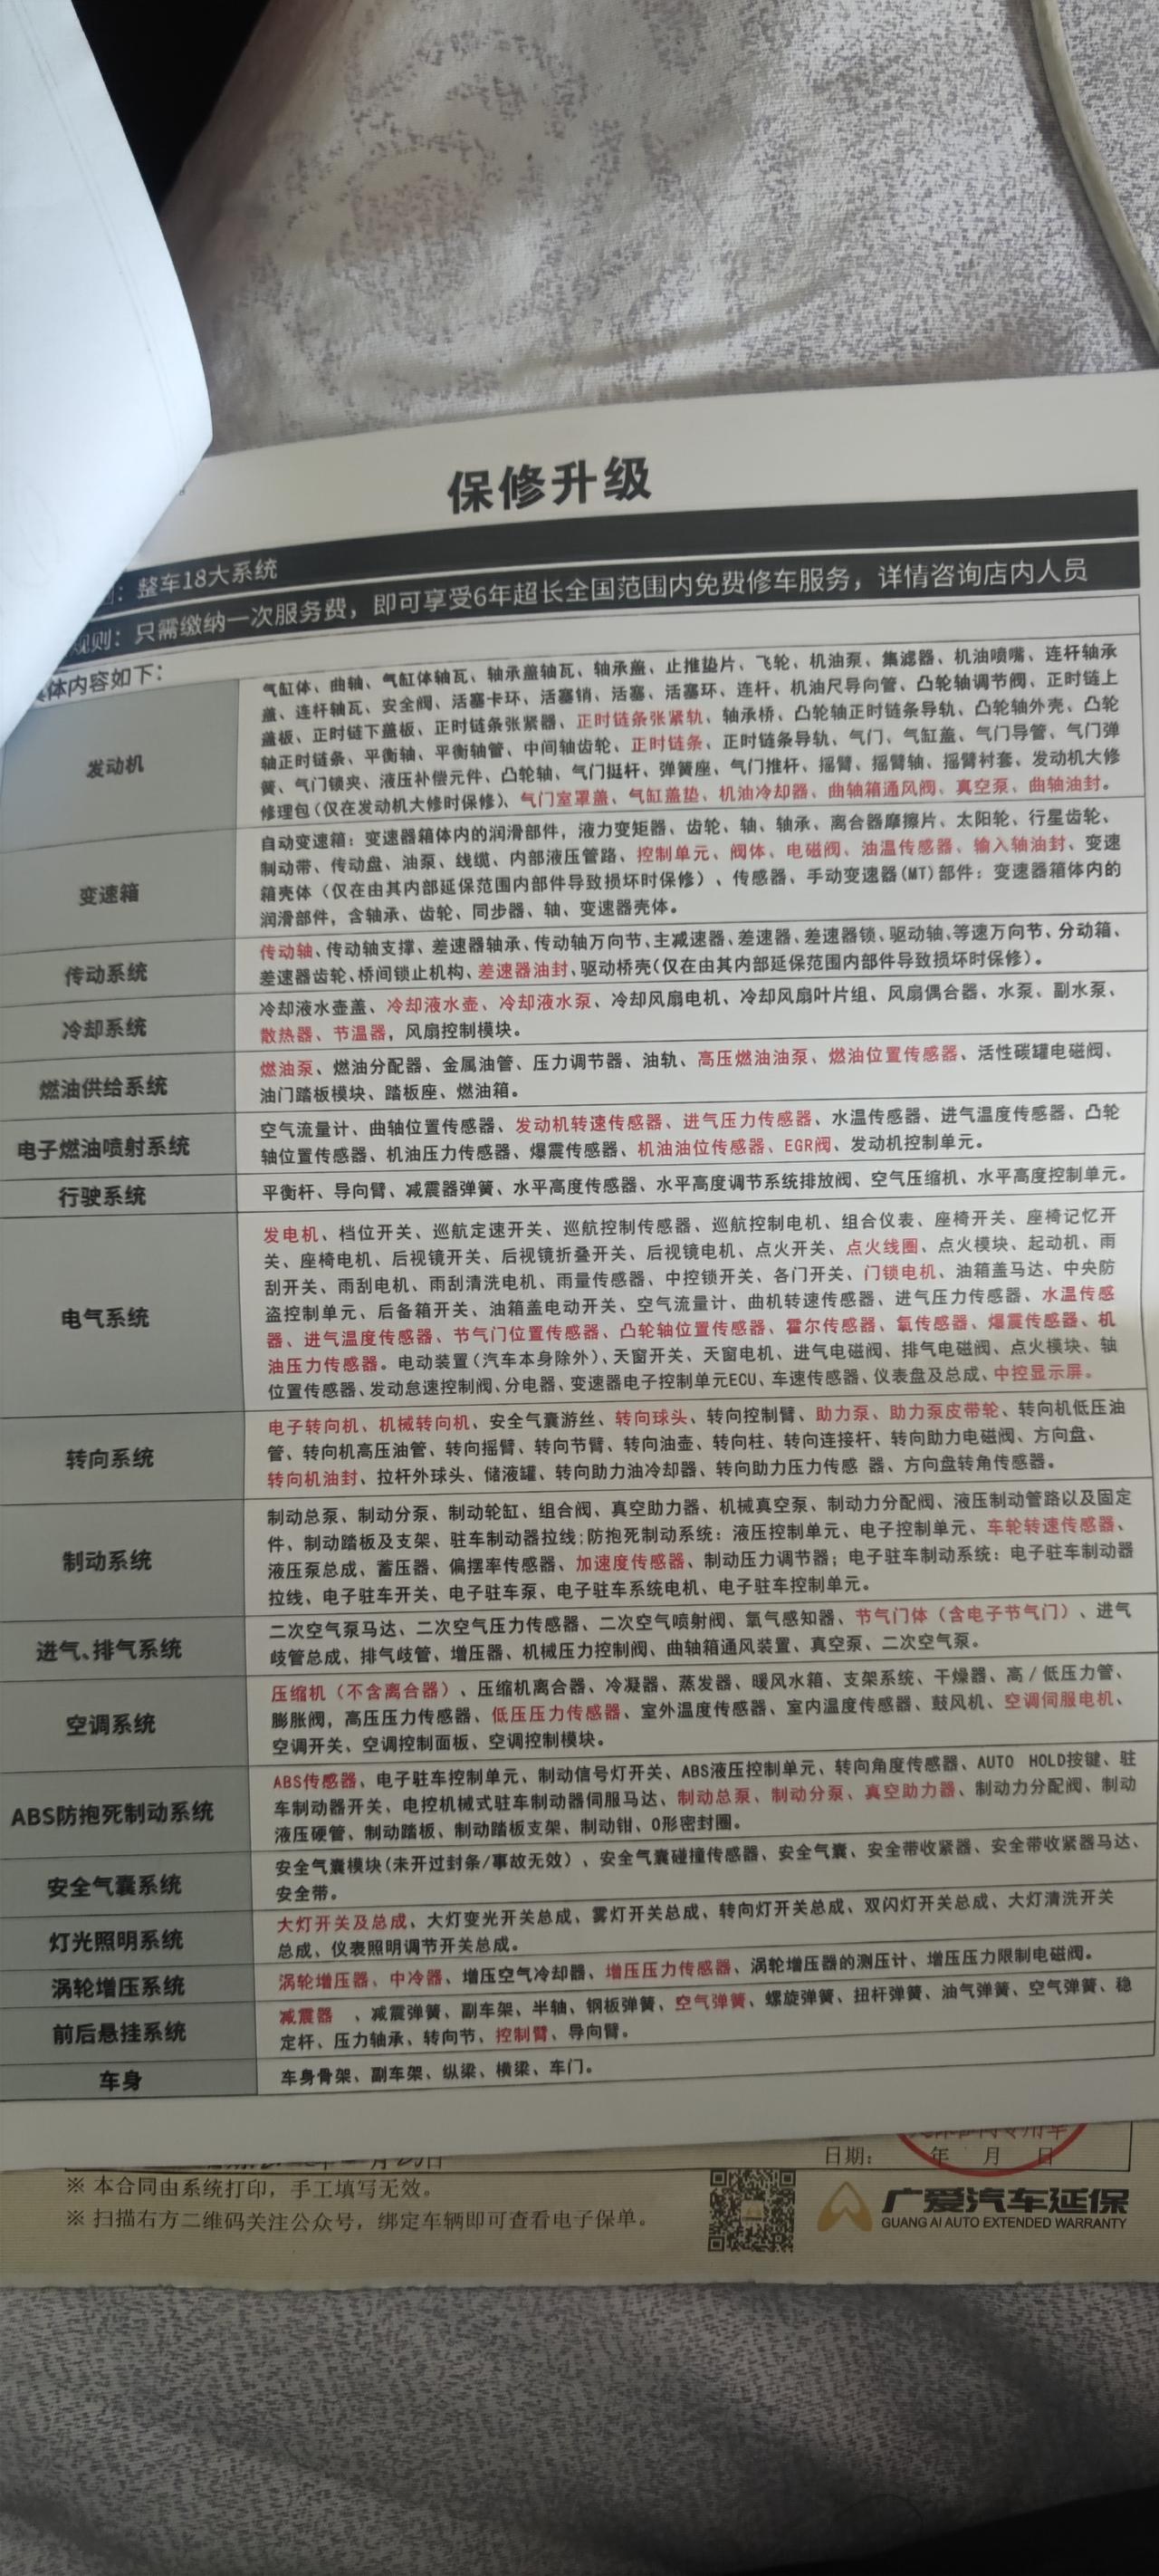 保修升级
：整车18大系统
规则：只需缴纳一次服务费，即可享受6年超长全国范围内免费修车服务，详情咨询店内人员
体内容如下：
发动机
气缸体、曲轴、气缸体轴瓦、轴承盖轴瓦、轴承盖、止推垫片、飞轮、机油泵、集滤器、机油喷嘴、连杆轴承
盖、连杆轴瓦、安全阀、活塞卡环、活塞销、活塞、活塞环、连杆、机油尺导向管、凸轮轴调节阀、正时链上
盖板、正时链下盖板、正时链条张紧器、正时链条张紧轨、轴承桥、凸轮轴正时链条导轨、凸轮轴外壳、凸轮
轴正时链条、平衡轴、平衡轴管、中间轴齿轮、正时链条、正时链条导轨、气门、气缸盖、气门导管、气门弹
簧、气门锁夹、液压补偿元件、凸轮轴、气门挺杆、弹簧座、气门推杆、摇臂、摇臂轴、摇臂衬套、发动机大修
修理包(仅在发动机大修时保修)、气门室罩盖、气缸盖垫、机油冷却器、曲轴箱通风阀、真空泵、曲轴油封。
变速箱
自动变速箱：变速器箱体内的润滑部件，液力变矩器、齿轮、轴、轴承、离合器摩擦片、太阳轮、行星齿轮、
制动带、传动盘、油泵、线缆、内部液压管路、控制单元、阀体、电磁阀、油温传感器、输入轴油封、变速
箱壳体（仅在由其内部延保范围内部件导致损坏时保修）、传感器、手动变速器(MT)部件：变速器箱体内的
润滑部件，含轴承、齿轮、同步器、轴、变速器壳体。
传动系统
传动轴、传动轴支撑、差速器轴承、传动轴万向节、主减速器、差速器、差速器锁、驱动轴、等速万向节、分动箱、
差速器齿轮、桥间锁止机构、差速器油封、驱动桥壳(仅在由其内部延保范围内部件导致损坏时保修)。
冷却系统
冷却液水壶盖、冷却液水壶、冷却液水泵、冷却风扇电机、冷却风扇叶片组、风扇偶合器、水泵、副水泵、
散热器、节温器，风扇控制模块。
燃油供给系统
燃油泵、燃油分配器、金属油管、压力调节器、油轨、高压燃油油泵、燃油位置传感器、活性碳罐电磁阀、
油门踏板模块、踏板座、燃油箱。
电子燃油喷射系统
空气流量计、曲轴位置传感器、发动机转速传感器、进气压力传感器、水温传感器、进气温度传感器、凸轮
轴位置传感器、机油压力传感器、爆震传感器、机油油位传感器、EGR阀、发动机控制单元。
行驶系统
平衡杆、导向臂、减震器弹簧、水平高度传感器、水平高度调节系统排放阀、空气压缩机、水平高度控制单元。
电气系统
发电机、档位开关、巡航定速开关、巡航控制传感器、巡航控制电机、组合仪表、座椅开关、座椅记忆开
关、座椅电机、后视镜开关、后视镜折叠开关、后视镜电机、点火开关、点火线圈、点火模块、起动机、雨
刮开关、雨刮电机、雨刮清洗电机、雨量传感器、中控锁开关、各门开关、门锁电机、油箱盖马达、中央防
盗控制单元、后备箱开关、油箱盖电动开关、空气流量计、曲机转速传感器、进气压力传感器、水温传感
器、进气温度传感器、节气门位置传感器、凸轮轴位置传感器、霍尔传感器、氧传感器、爆震传感器、机
油压力传感器。电动装置(汽车本身除外)、天窗开关、天窗电机、进气电磁阀、排气电磁阀、点火模块、轴
位置传感器、发动怠速控制阀、分电器、变速器电子控制单元ECU、车速传感器、仪表盘及总成、中控显示屏。
转向系统
电子转向机、机械转向机、安全气囊游丝、转向球头、转向控制臂、助力泵、助力泵皮带轮、转向机低压油
管、转向机高压油管、转向摇臂、转向节臂、转向油壶、转向柱、转向连接杆、转向助力电磁阀、方向盘、
转向机油封、拉杆外球头、储液罐、转向助力油冷却器、转向助力压力传感 器、方向盘转角传感器。
制动系统
制动总泵、制动分泵、制动轮缸、组合阀、真空助力器、机械真空泵、制动力分配阀、液压制动管路以及固定
件、制动踏板及支架、驻车制动器拉线;防抱死制动系统：液压控制单元、电子控制单元、车轮转速传感器、
液压泵总成、蓄压器、偏摆率传感器、加速度传感器、制动压力调节器；电子驻车制动系统：电子驻车制动器
拉线、电子驻车开关、电子驻车泵、电子驻车系统电机、电子驻车控制单元。
进气、排气系统
二次空气泵马达、二次空气压力传感器、二次空气喷射阀、氧气感知器、节气门体（含电子节气门）、进气
歧管总成、排气歧管、增压器、机械压力控制阀、曲轴箱通风装置、真空泵、二次空气泵。
空调系统
压缩机（不含离合器）、压缩机离合器、冷凝器、蒸发器、暖风水箱、支架系统、干燥器、高/低压力管、
膨胀阀，高压压力传感器、低压压力传感器、室外温度传感器、室内温度传感器、鼓风机、空调伺服电机、
空调开关、空调控制面板、空调控制模块。
ABS防抱死制动系统
ABS传感器、电子驻车控制单元、制动信号灯开关、ABS液压控制单元、转向角度传感器、AUTO HOLD按键、驻
车制动器开关、电控机械式驻车制动器伺服马达、制动总泵、制动分泵、真空助力器、制动力分配阀、制动
液压硬管、制动踏板、制动踏板支架、制动钳、O形密封圈。
安全气囊系统
安全气囊模块(未开过封条/事故无效）、安全气囊碰撞传感器、安全气囊、安全带收紧器、安全带收紧器马达、
安全带。
灯光照明系统
大灯开关及总成、大灯变光开关总成、雾灯开关总成、转向灯开关总成、双闪灯开关总成、大灯清洗开关
总成、仪表照明调节开关总成。
涡轮增压系统
涡轮增压器、中冷器、增压空气冷却器、增压压力传感器、涡轮增压器的测压计、增压压力限制电磁阀。
前后悬挂系统
减震器 、减震弹簧、副车架、半轴、钢板弹簧、空气弹簧、螺旋弹簧、扭杆弹簧、油气弹簧、空气弹簧、稳
定杆、压力轴承、转向节、控制臂、导向臂。
车身
车身骨架、副车架、纵梁、横梁、车门。
日期： 年 月 日
※ 本合同由系统打印，手工填写无效。
※ 扫描右方二维码关注公众号，绑定车辆即可查看电子保单。
广爱汽车延保
GUANG AI AUTO EXTENDED WARRANTY